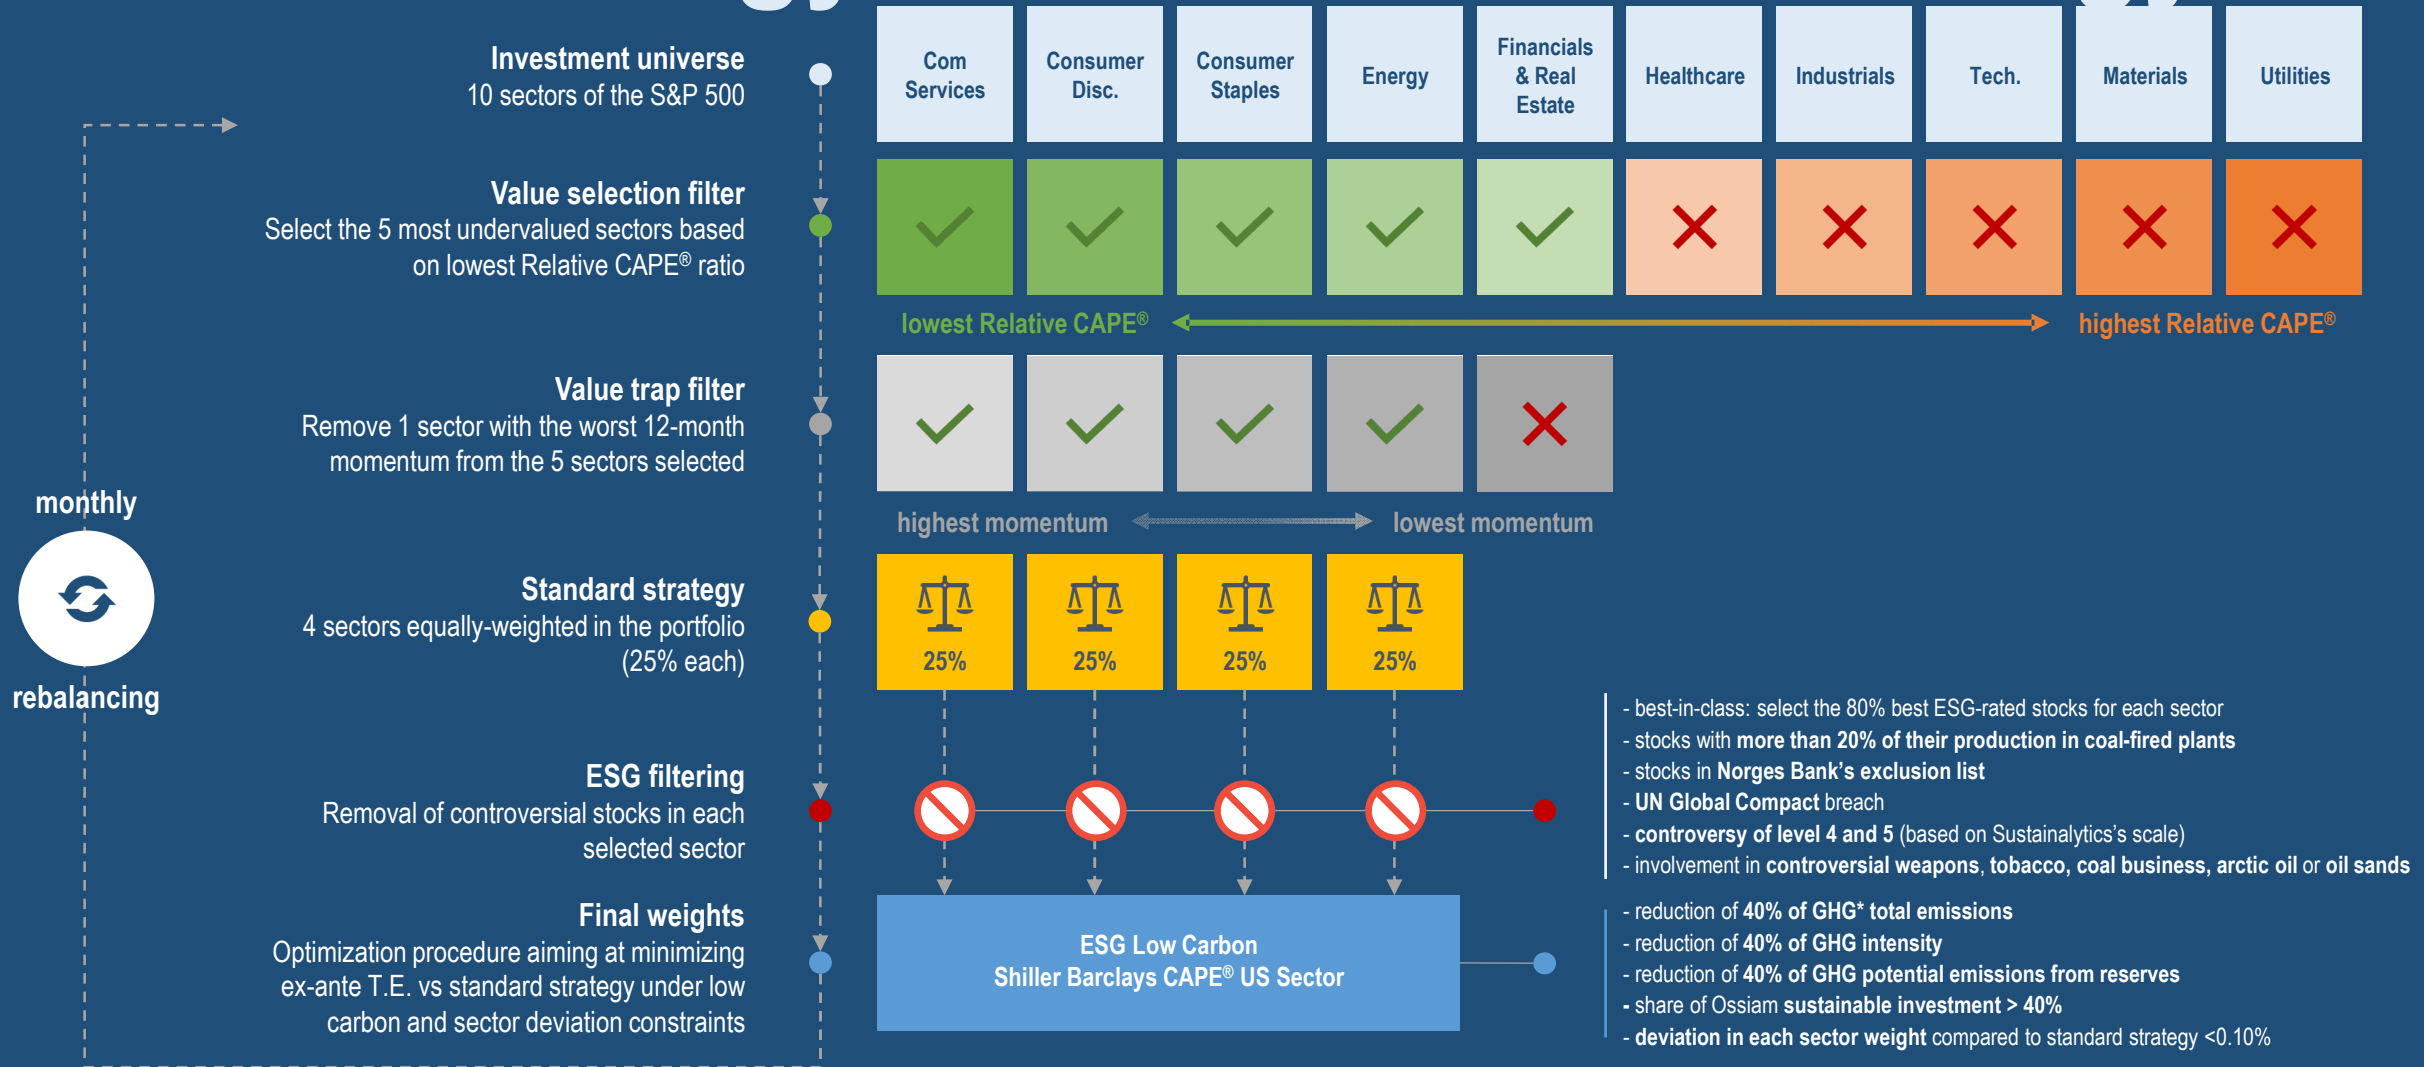 Investment universe
10 sectors of the S&P 500
Com
Services
Consumer
Disc.
Consumer
Staples
Energy
Financials
& Real
Estate
Healthcare
Industrials
Tech.
Materials
Utilities
Value selection filter
Select the 5 most undervalued sectors based
on lowest Relative CAPE® ratio
lowest Relative CAPE®
highest Relative CAPE®
Value trap filter
Remove 1 sector with the worst 12-month
momentum from the 5 sectors selected
highest momentum
lowest momentum
monthly
rebalancing
Standard strategy
4 sectors equally-weighted in the portfolio
(25% each)
25%
25%
25%
25%
ESG filtering
Removal of controversial stocks in each
selected sector
- best-in-class: select the 80% best ESG-rated stocks for each sector
- stocks with more than 20% of their production in coal-fired plants
- stocks in Norges Bank's exclusion list
- UN Global Compact breach
- controversy of level 4 and 5 (based on Sustainalytics's scale)
- involvement in controversial weapons, tobacco, coal business, arctic oil or oil sands
Final weights
Optimization procedure aiming at minimizing
ex-ante T.E. vs standard strategy under low
carbon and sector deviation constraints
ESG Low Carbon
Shiller Barclays CAPE® US Sector
- reduction of 40% of GHG* total emissions
- reduction of 40% of GHG intensity
- reduction of 40% of GHG potential emissions from reserves
- share of Ossiam sustainable investment > 40%
- deviation in each sector weight compared to standard strategy <0.10%